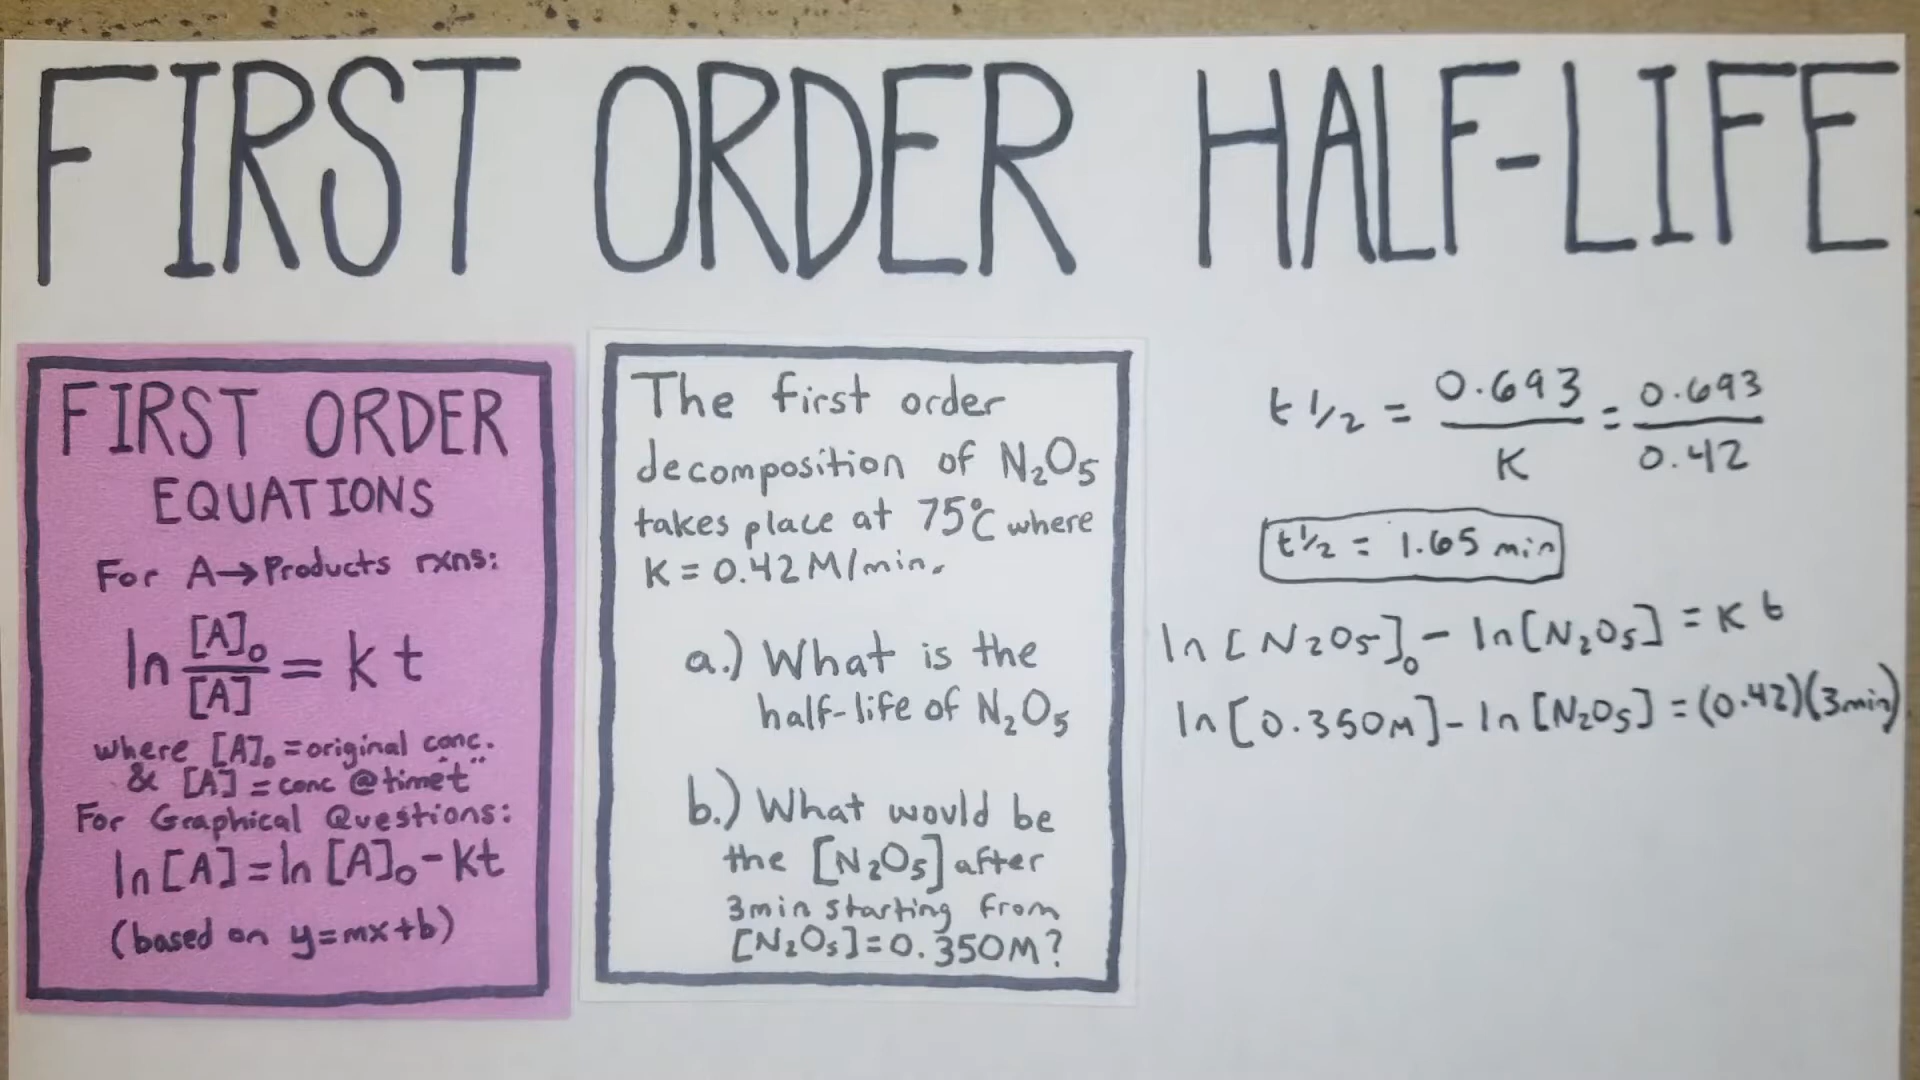 FIRST ORDER HALF-LIFE
FIRST ORDER
EQUATIONS
For A→Products rxns:
ln [A]₀/[A] = kt
where [A]₀ = original conc.
& [A] = conc @ time "t"
For Graphical Questions:
ln[A] = ln[A]₀ - kt
(based on y=mx+b)
The first order
decomposition of N₂O₅
takes place at 75°C where
K = 0.42 M/min.
a.) What is the
half-life of N₂O₅
b.) What would be
the [N₂O₅] after
3min starting from
[N₂O₅] = 0.350M?
t½ = 0.693/K = 0.693/0.42
t½ = 1.65 min
ln[N₂O₅]₀ - ln[N₂O₅] = Kt
ln[0.350M] - ln[N₂O₅] = (0.42)(3min)